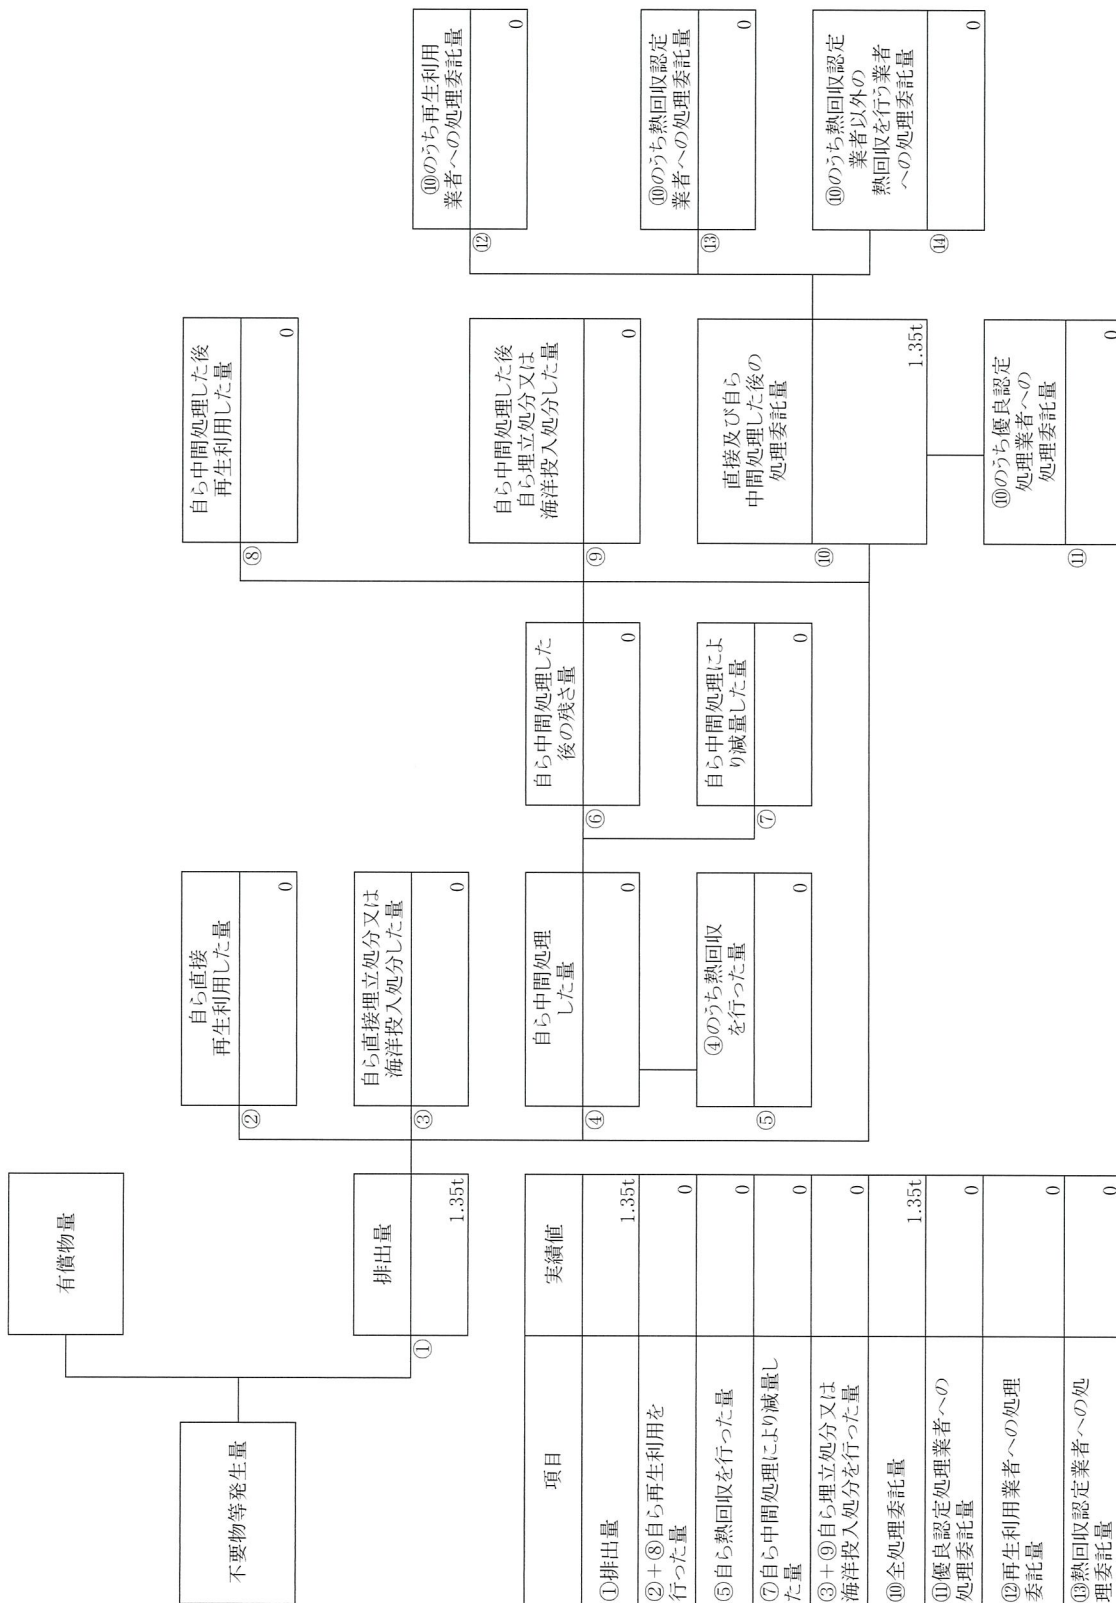 不要物等発生量
有償物量
①
排出量
1.35t
②
自ら直接
再生利用した量
0
③
自ら直接埋立処分又は
海洋投入処分した量
0
④
自ら中間処理
した量
0
⑤
④のうち熱回収
を行った量
0
⑥
自ら中間処理した
後の残さ量
0
⑦
自ら中間処理によ
り減量した量
0
⑧
自ら中間処理した後
再生利用した量
0
⑨
自ら中間処理した後
自ら埋立処分又は
海洋投入処分した量
0
⑩
直接及び自ら
中間処理した後の
処理委託量
1.35t
⑪
⑩のうち優良認定
処理業者への
処理委託量
0
⑫
⑩のうち再生利用
業者への処理委託量
0
⑬
⑩のうち熱回収認定
業者への処理委託量
0
⑭
⑩のうち熱回収認定
業者以外の
熱回収を行う業者
への処理委託量
0
項目 実績値
①排出量 1.35t
②+⑧自ら再生利用を
行った量 0
⑤自ら熱回収を行った量 0
⑦自ら中間処理により減量し
た量 0
③+⑨自ら埋立処分又は
海洋投入処分を行った量 0
⑩全処理委託量 1.35t
⑪優良認定処理業者への
処理委託量 0
⑫再生利用業者への処理
委託量 0
⑬熱回収認定業者への処
理委託量 0